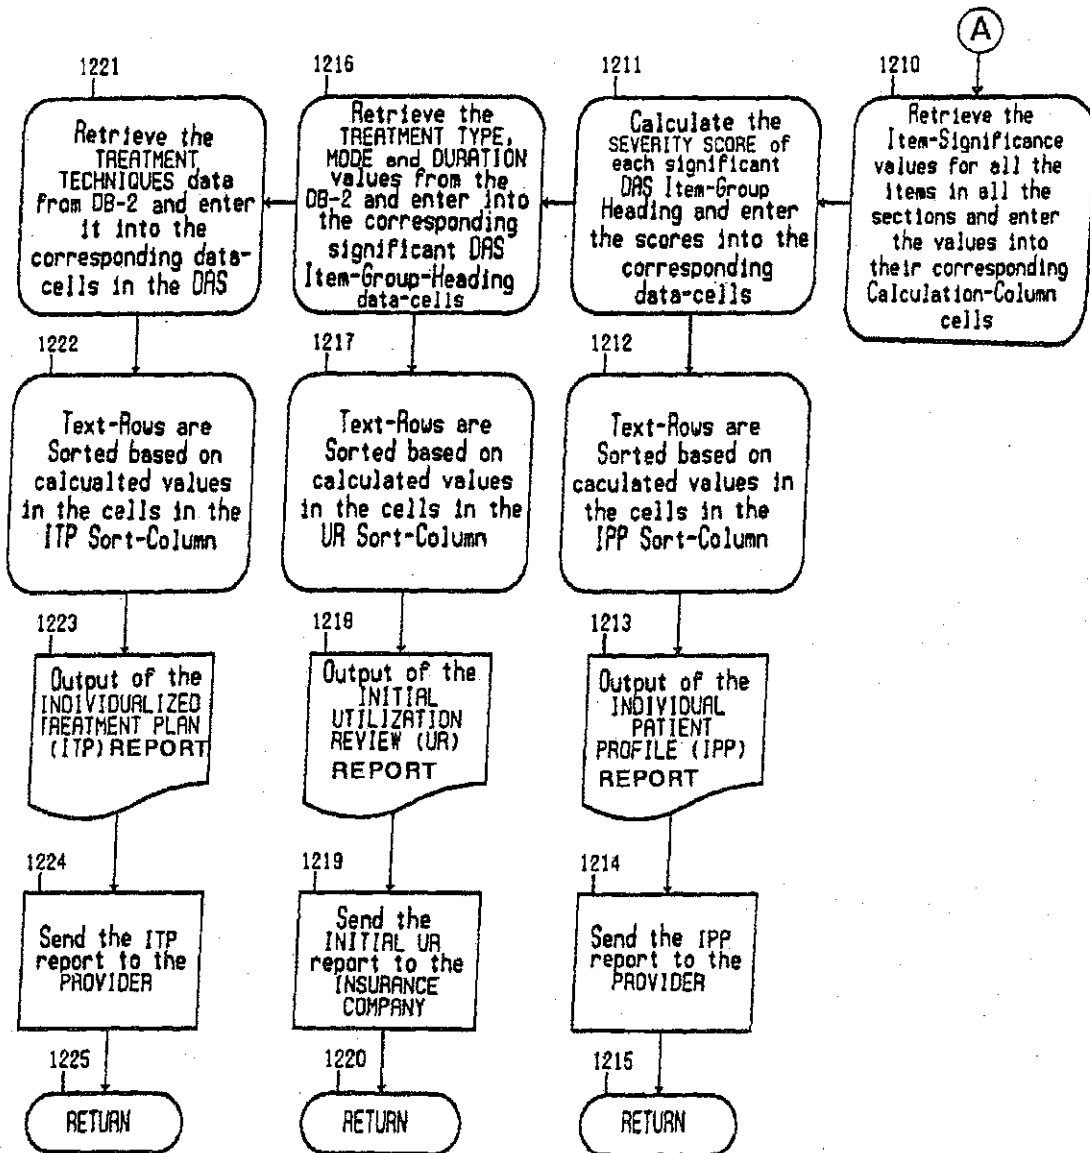 A
1210
Retrieve the
Item-Significance
values for all the
items in all the
sections and enter
the values into
their corresponding
Calculation-Column
cells
1211
Calculate the
SEVERITY SCORE of
each significant
DAS Item-Group
Heading and enter
the scores into the
corresponding
data-cells
1212
Text-Rows are
Sorted based on
caculated values in
the cells in the
IPP Sort-Column
1213
Output of the
INDIVIDUAL
PATIENT
PROFILE (IPP)
REPORT
1214
Send the IPP
report to the
PROVIDER
1215
RETURN
1216
Retrieve the
TREATMENT TYPE,
MODE and DURATION
values from the
DB-2 and enter into
the corresponding
significant DAS
Item-Group-Heading
data-cells
1217
Text-Rows are
Sorted based on
calculated values
in the cells in the
UR Sort-Column
1218
Output of the
INITIAL
UTILIZATION
REVIEW (UR)
REPORT
1219
Send the
INITIAL UR
report to the
INSURANCE
COMPANY
1220
RETURN
1221
Retrieve the
TREATMENT
TECHNIQUES data
from DB-2 and enter
it into the
corresponding data-
cells in the DAS
1222
Text-Rows are
Sorted based on
calcualted values
in the cells in the
ITP Sort-Column
1223
Output of the
INDIVIDUALIZED
TREATMENT PLAN
(ITP) REPORT
1224
Send the ITP
report to the
PROVIDER
1225
RETURN